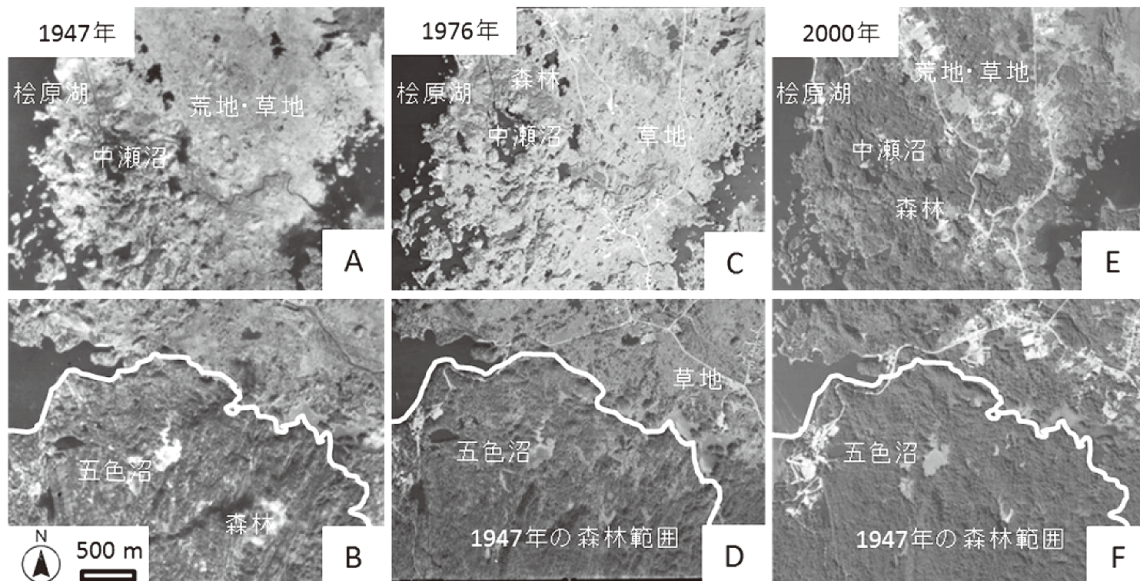 1947年
桧原湖
荒地・草地
中瀬沼
A
1976年
森林
桧原湖
中瀬沼
草地
C
2000年
荒地・草地
桧原湖
中瀬沼
森林
E
五色沼
森林
N
500 m
B
草地
五色沼
1947年の森林範囲
D
五色沼
1947年の森林範囲
F